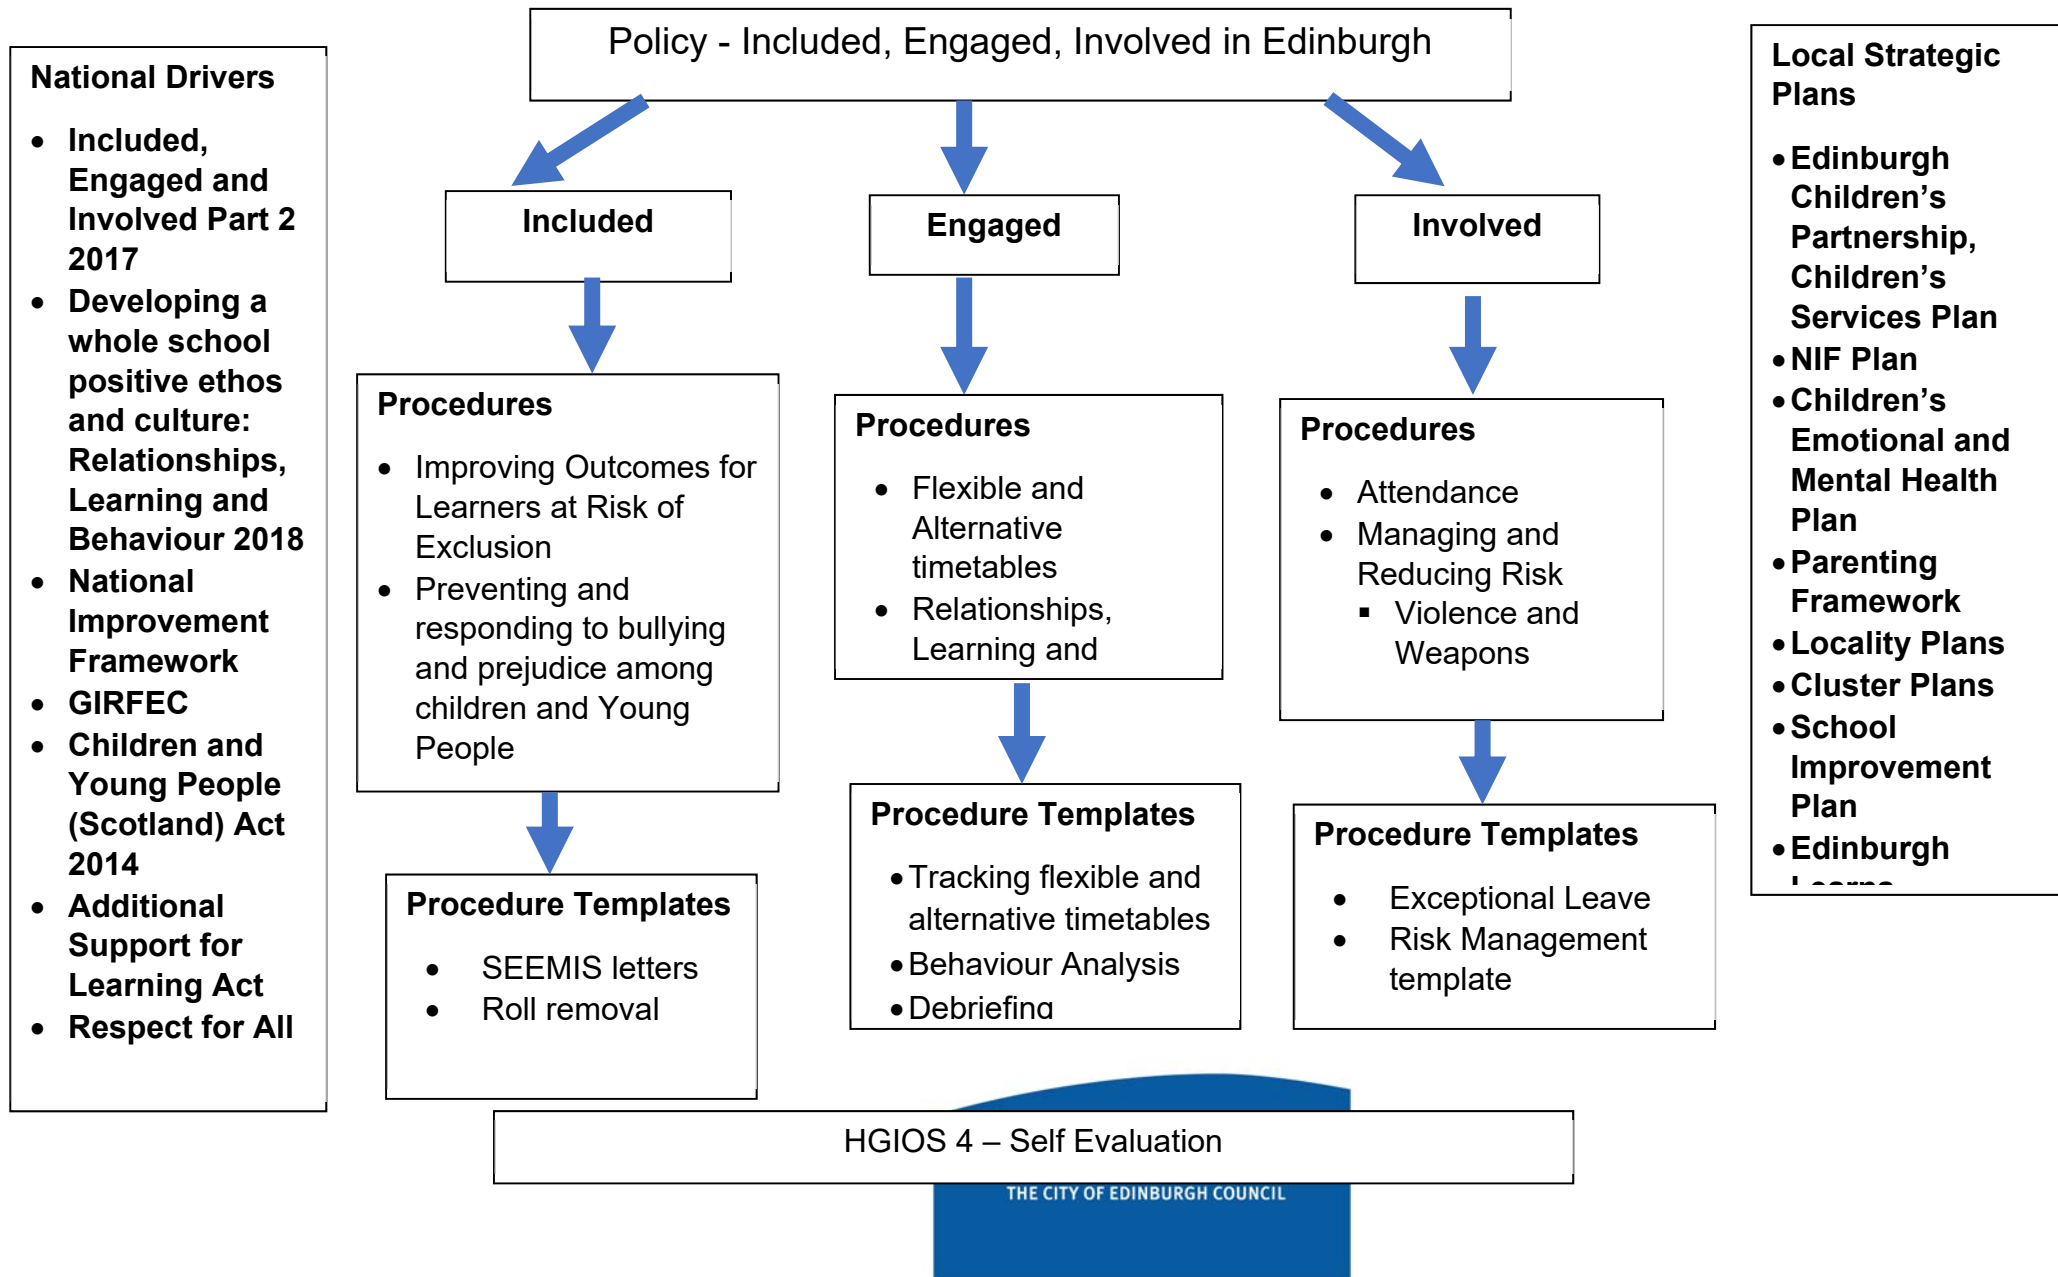 Policy - Included, Engaged, Involved in Edinburgh
National Drivers
• Included,
Engaged and
Involved Part 2
2017
• Developing a
whole school
positive ethos
and culture:
Relationships,
Learning and
Behaviour 2018
• National
Improvement
Framework
• GIRFEC
• Children and
Young People
(Scotland) Act
2014
• Additional
Support for
Learning Act
• Respect for All
Included
Procedures
• Improving Outcomes for
Learners at Risk of
Exclusion
• Preventing and
responding to bullying
and prejudice among
children and Young
People
Procedure Templates
• SEEMIS letters
• Roll removal
Engaged
Procedures
• Flexible and
Alternative
timetables
• Relationships,
Learning and
Procedure Templates
• Tracking flexible and
alternative timetables
• Behaviour Analysis
• Debriefing
Involved
Procedures
• Attendance
• Managing and
Reducing Risk
▪ Violence and
Weapons
Procedure Templates
• Exceptional Leave
• Risk Management
template
Local Strategic
Plans
• Edinburgh
Children’s
Partnership,
Children’s
Services Plan
• NIF Plan
• Children’s
Emotional and
Mental Health
Plan
• Parenting
Framework
• Locality Plans
• Cluster Plans
• School
Improvement
Plan
• Edinburgh
HGIOS 4 – Self Evaluation
THE CITY OF EDINBURGH COUNCIL